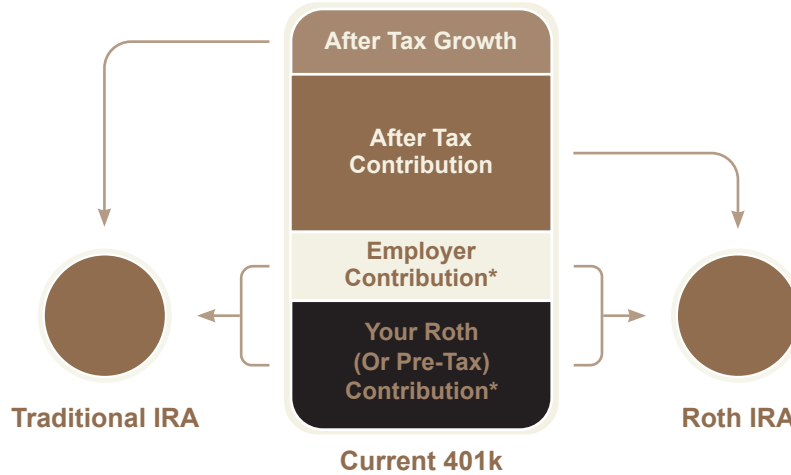 After Tax Growth
After Tax
Contribution
Employer
Contribution*
Your Roth
(Or Pre-Tax)
Contribution*
Traditional IRA
Roth IRA
Current 401k